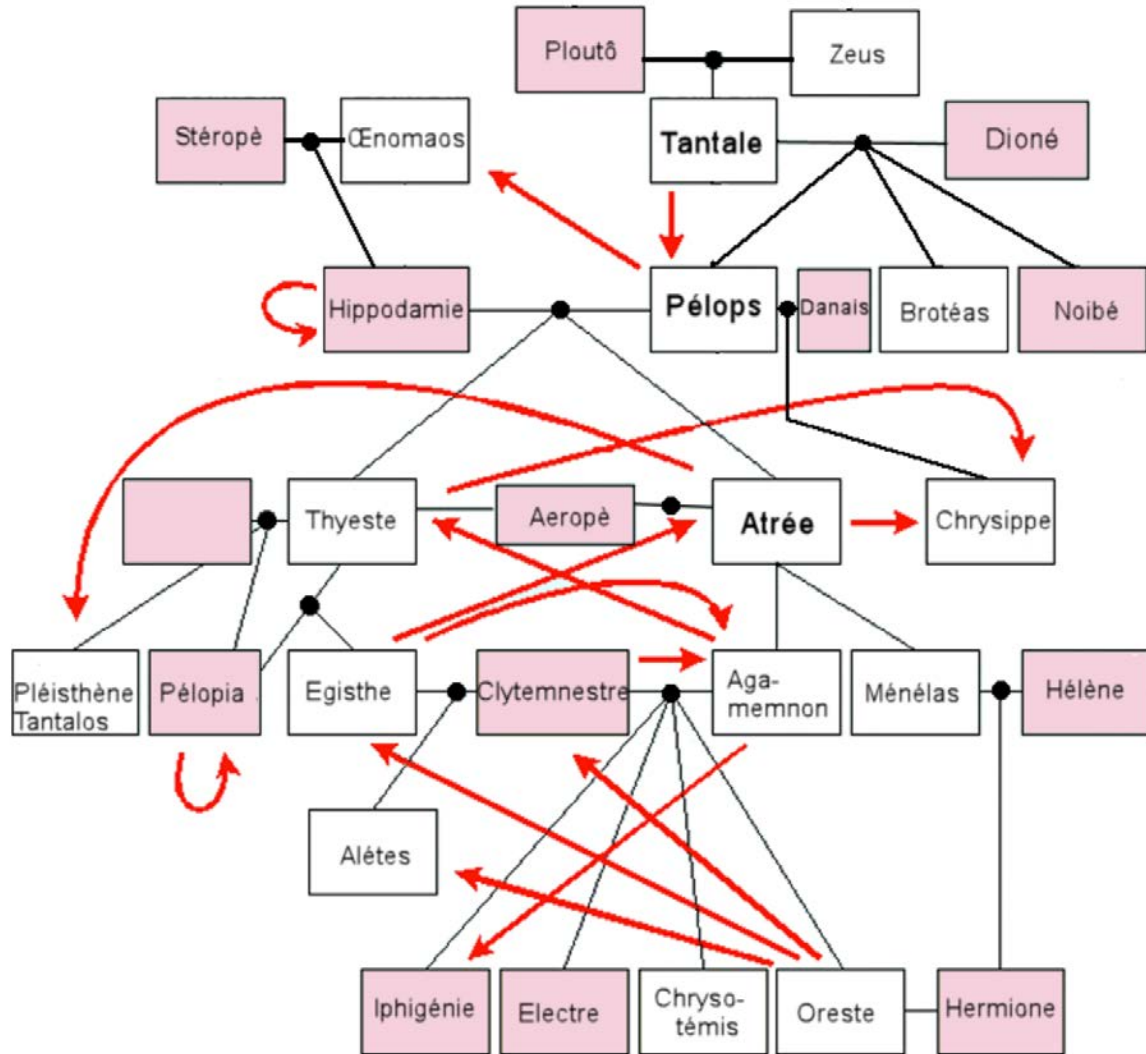 Ploutô
Zeus
Stéropè
Œnomaos
Tantale
Dioné
Hippodamie
Pélops
Danais
Brotéas
Noibé
Thyeste
Aeropè
Atrée
Chrysippe
Pléisthène
Tantalos
Pélopia
Egisthe
Clytemnestre
Aga-
memnon
Ménélas
Hélène
Alétes
Iphigénie
Electre
Chryso-
témis
Oreste
Hermione